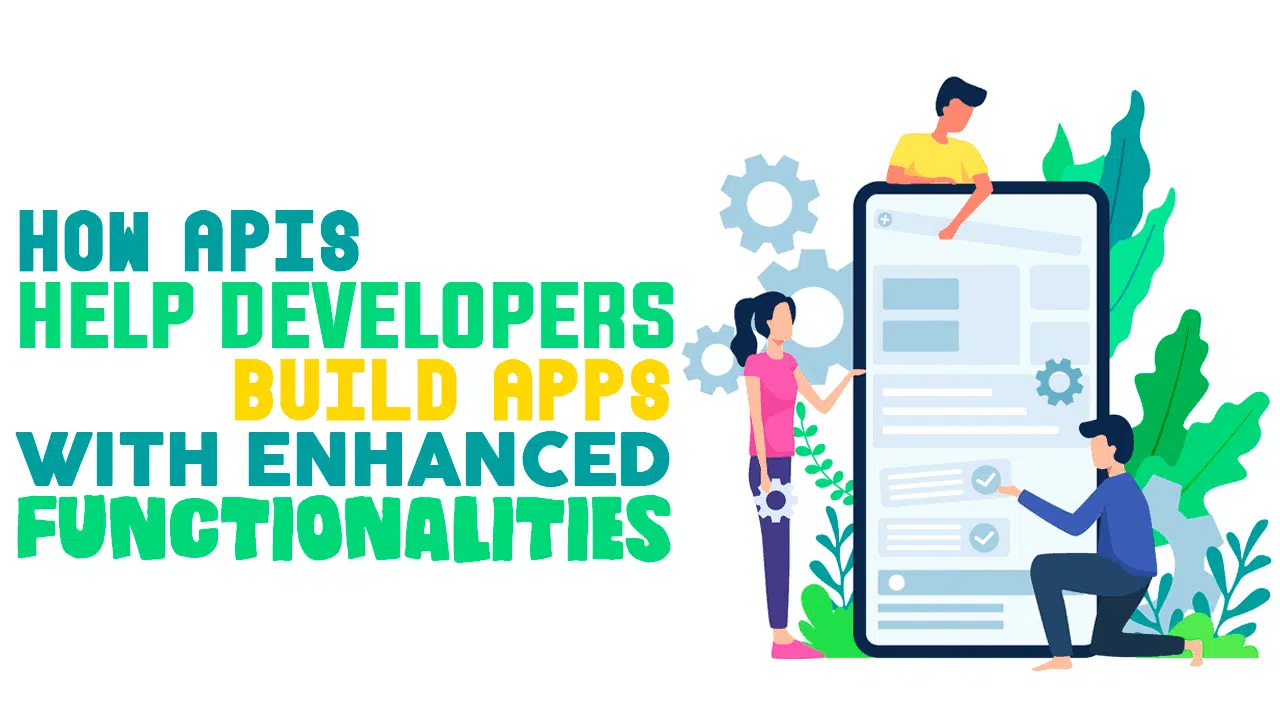 HOW APIS
HELP DEVELOPERS
BUILD APPS
WITH ENHANCED
FUNCTIONALITIES